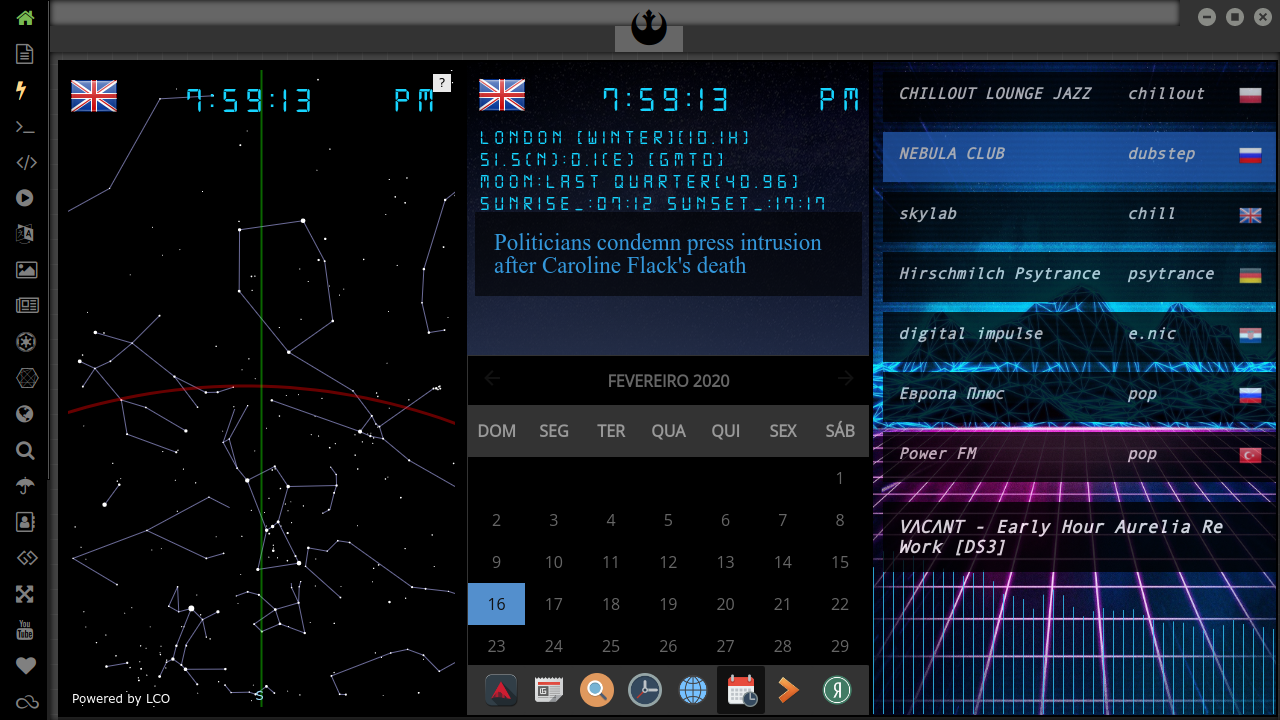 7:59:13 PM
?
S
Powered by LCO
7:59:13 PM
LONDON [WINTER][10.1H]
51.5(N):0.1(E) [GMT0]
MOON:LAST QUARTER[40.96]
SUNRISE_:07:12 SUNSET_:17:17
Politicians condemn press intrusion
after Caroline Flack's death
FEVEREIRO 2020
DOM SEG TER QUA QUI SEX SÁB
1
2 3 4 5 6 7 8
9 10 11 12 13 14 15
16 17 18 19 20 21 22
23 24 25 26 27 28 29
Я
CHILLOUT LOUNGE JAZZ chillout
NEBULA CLUB dubstep
skylab chill
Hirschmilch Psytrance psytrance
digital impulse e.nic
Европа Плюс pop
Power FM pop
VACANT - Early Hour Aurelia Re
Work [DS3]
You
Tube